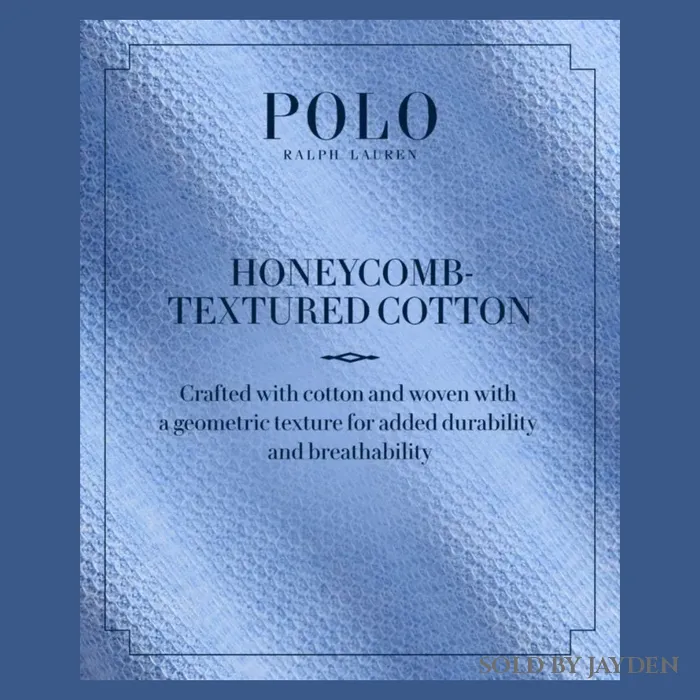 POLO
RALPH LAUREN
HONEYCOMB-
TEXTURED COTTON
Crafted with cotton and woven with
a geometric texture for added durability
and breathability
SOLD BY JAYDEN